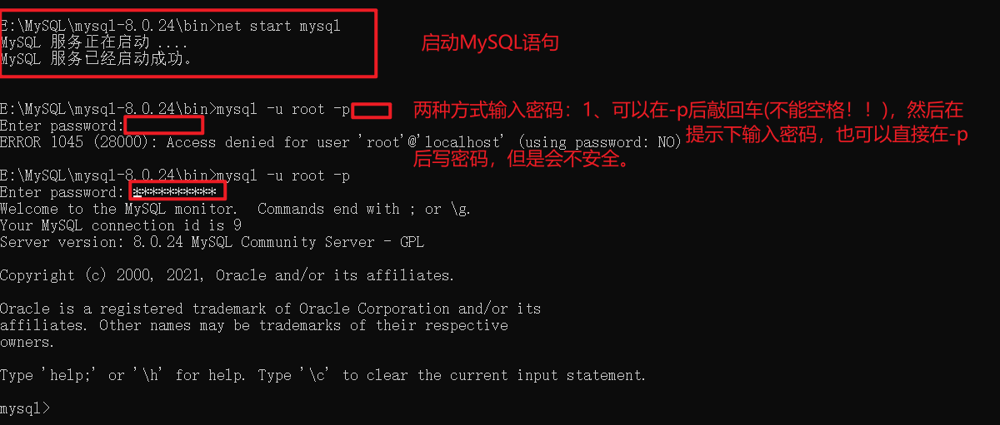 E:\MySQL\mysql-8.0.24\bin>net start mysql
MySQL 服务正在启动 ....
MySQL 服务已经启动成功。
启动MySQL语句
E:\MySQL\mysql-8.0.24\bin>mysql -u root -p
Enter password:
ERROR 1045 (28000): Access denied for user 'root'@'localhost' (using password: NO)
两种方式输入密码：1、可以在-p后敲回车(不能空格！！)，然后在
提示下输入密码，也可以直接在-p
后写密码，但是会不安全。
E:\MySQL\mysql-8.0.24\bin>mysql -u root -p
Enter password: **********
Welcome to the MySQL monitor.  Commands end with ; or \g.
Your MySQL connection id is 9
Server version: 8.0.24 MySQL Community Server - GPL
Copyright (c) 2000, 2021, Oracle and/or its affiliates.
Oracle is a registered trademark of Oracle Corporation and/or its
affiliates. Other names may be trademarks of their respective
owners.
Type 'help;' or '\h' for help. Type '\c' to clear the current input statement.
mysql>